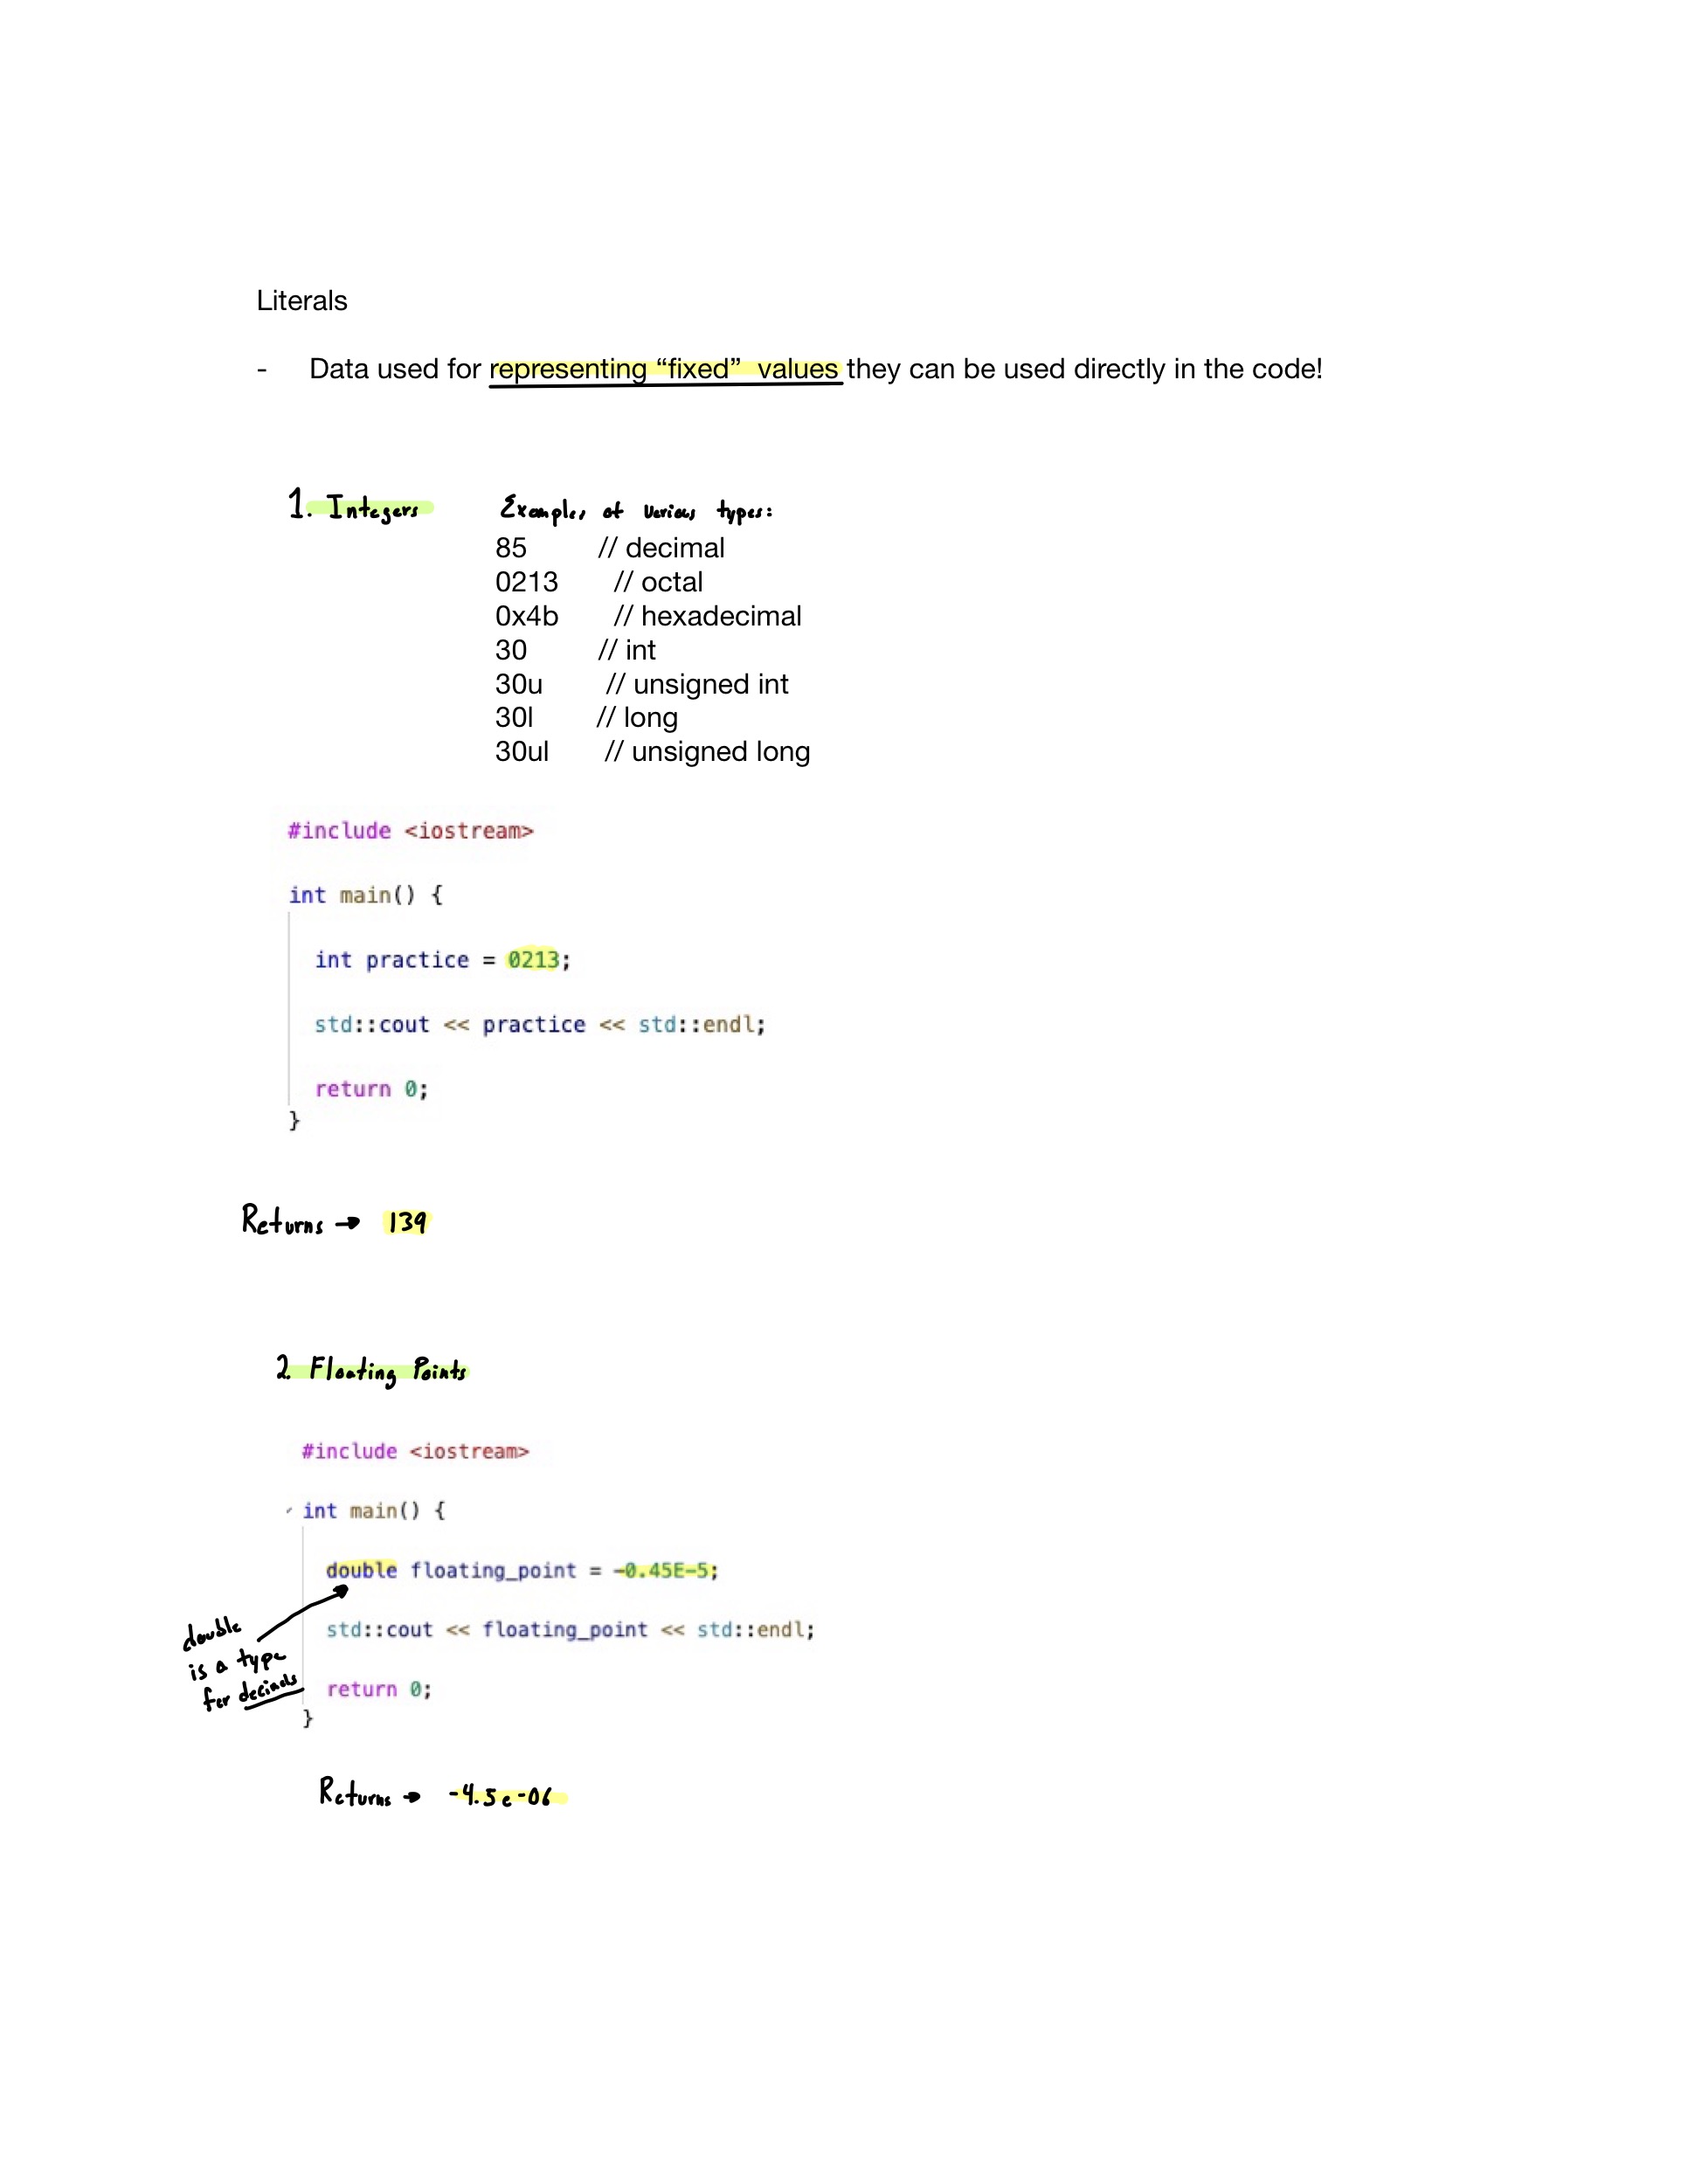 Literals
- Data used for representing “fixed” values they can be used directly in the code!
1. Integers Examples of various types:
85 // decimal
0213 // octal
0x4b // hexadecimal
30 // int
30u // unsigned int
30l // long
30ul // unsigned long
#include <iostream>
int main() {
int practice = 0213;
std::cout << practice << std::endl;
return 0;
}
Returns → 139
2. Floating Points
#include <iostream>
int main() {
double floating_point = -0.45E-5;
std::cout << floating_point << std::endl;
return 0;
}
double
is a type
for decimals
Returns → -4.5e-06